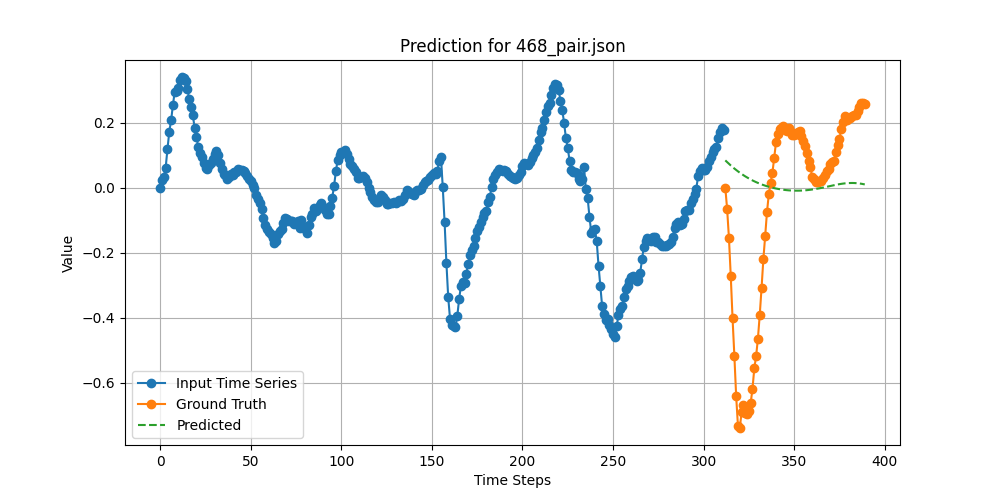 Prediction for 468_pair.json
Value
0.2
0.0
−0.2
−0.4
−0.6
Input Time Series
Ground Truth
Predicted
0 50 100 150 200 250 300 350 400
Time Steps